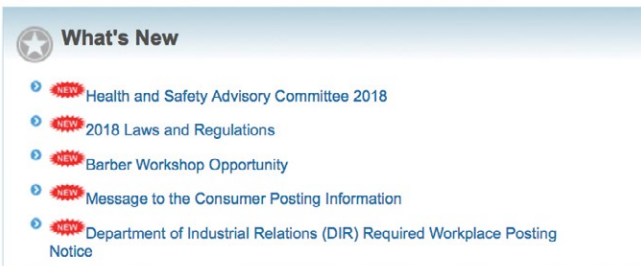 What's New
NEW Health and Safety Advisory Committee 2018
NEW 2018 Laws and Regulations
NEW Barber Workshop Opportunity
NEW Message to the Consumer Posting Information
NEW Department of Industrial Relations (DIR) Required Workplace Posting
Notice